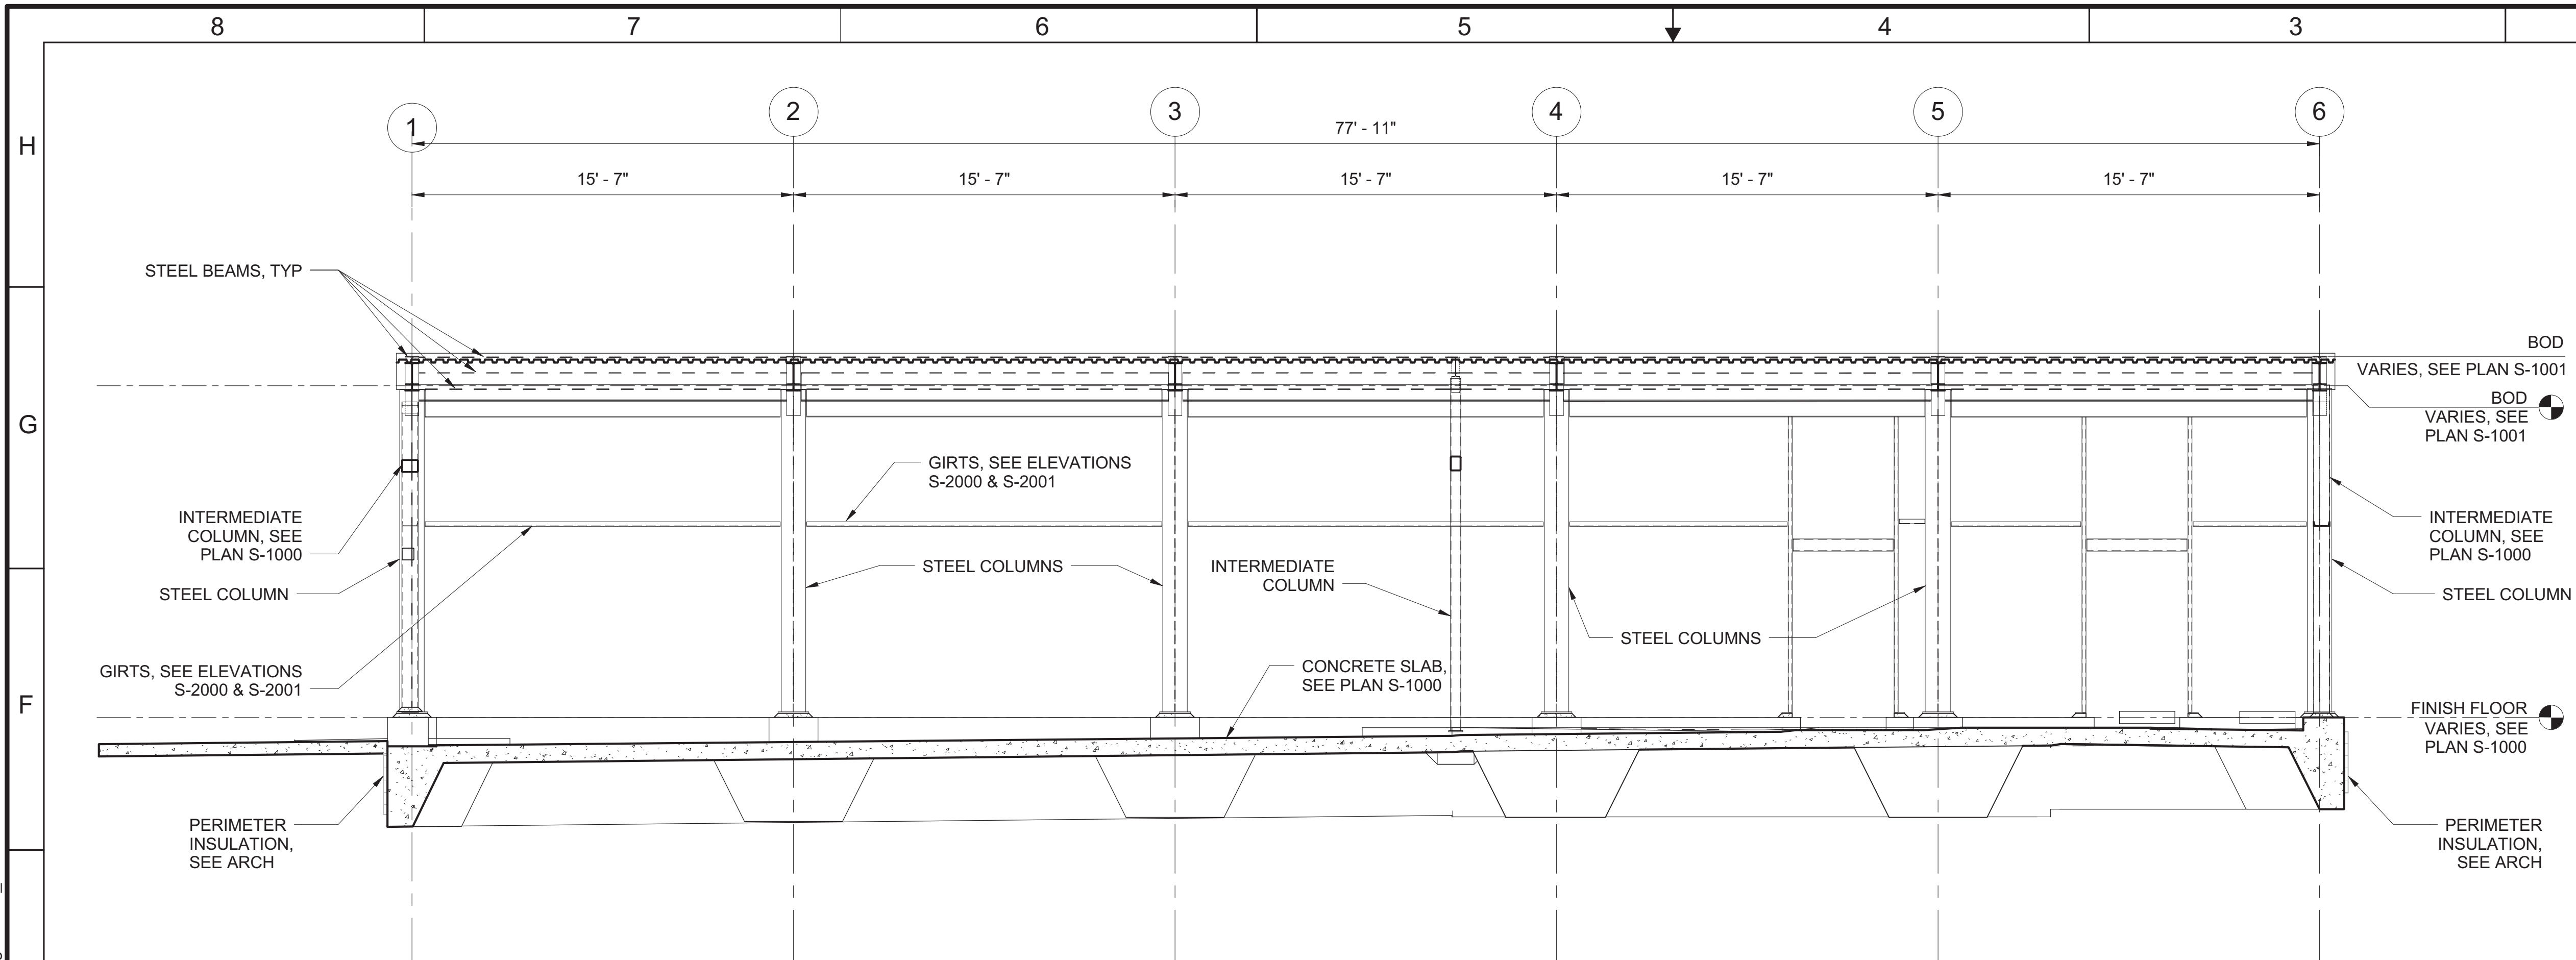 8 7 6 5 4 3
H
1 2 3 4 5 6
77' - 11"
15' - 7" 15' - 7" 15' - 7" 15' - 7" 15' - 7"
STEEL BEAMS, TYP
G
BOD
VARIES, SEE PLAN S-1001
BOD
VARIES, SEE
PLAN S-1001
GIRTS, SEE ELEVATIONS
S-2000 & S-2001
INTERMEDIATE
COLUMN, SEE
PLAN S-1000
INTERMEDIATE
COLUMN, SEE
PLAN S-1000
STEEL COLUMNS
INTERMEDIATE
COLUMN
STEEL COLUMN
STEEL COLUMN
STEEL COLUMNS
GIRTS, SEE ELEVATIONS
S-2000 & S-2001
CONCRETE SLAB,
SEE PLAN S-1000
F
FINISH FLOOR
VARIES, SEE
PLAN S-1000
PERIMETER
INSULATION,
SEE ARCH
PERIMETER
INSULATION,
SEE ARCH